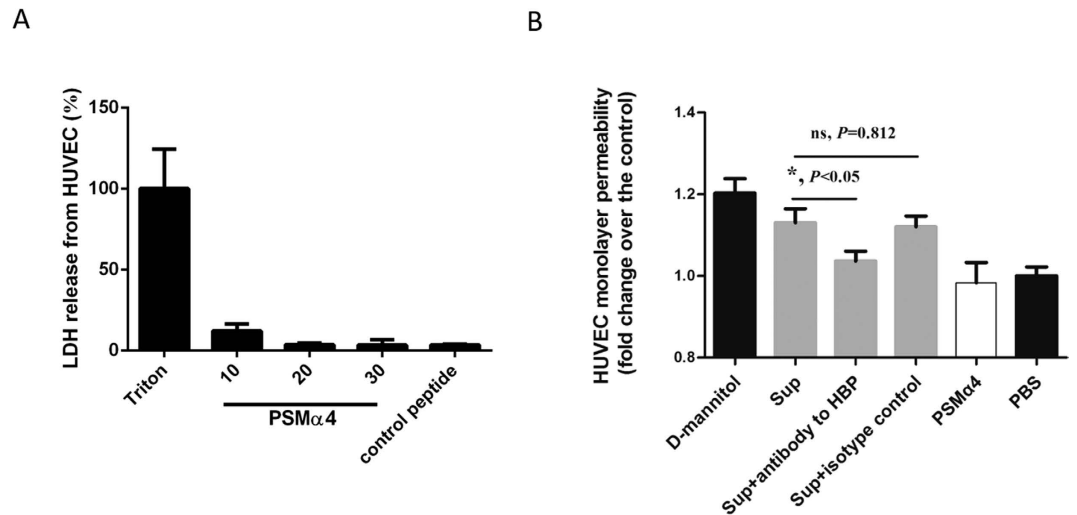 A
LDH release from HUVEC (%)
150
100
50
0
Triton
10
20
30
control peptide
PSMα4
B
HUVEC monolayer permeability
(fold change over the control)
1.4
1.2
1.0
0.8
ns, P=0.812
*, P<0.05
D-mannitol
Sup
Sup+antibody to HBP
Sup+isotype control
PSMα4
PBS